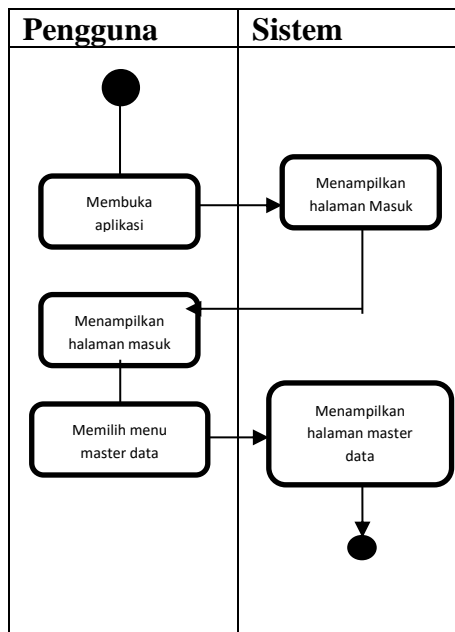 Pengguna
Sistem
Membuka
aplikasi
Menampilkan
halaman Masuk
Menampilkan
halaman masuk
Memilih menu
master data
Menampilkan
halaman master
data